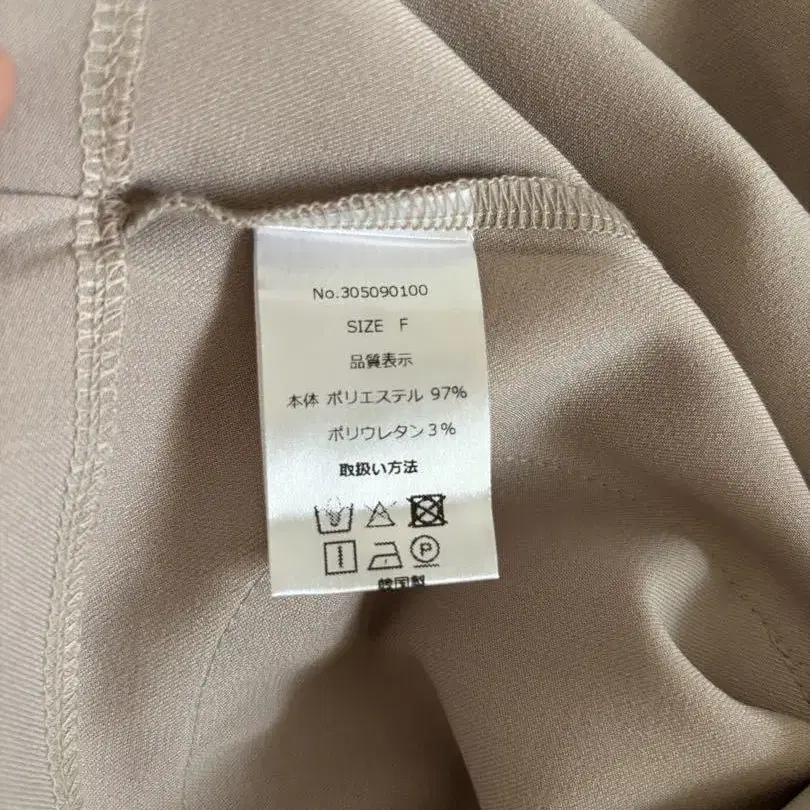 No.305090100
SIZE F
品質表示
本体 ポリエステル 97%
ポリウレタン3%
取扱い方法
P
韓国製